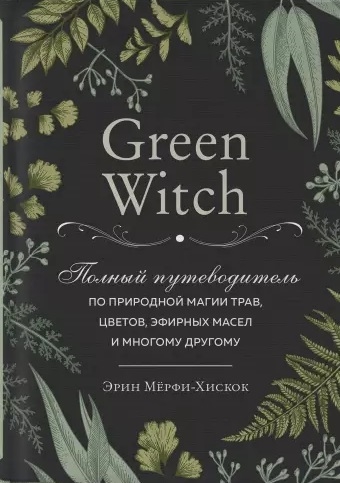 Green
Witch
Полный путеводитель
ПО ПРИРОДНОЙ МАГИИ ТРАВ,
ЦВЕТОВ, ЭФИРНЫХ МАСЕЛ
И МНОГОМУ ДРУГОМУ
Эрин Мёрфи-Хискок